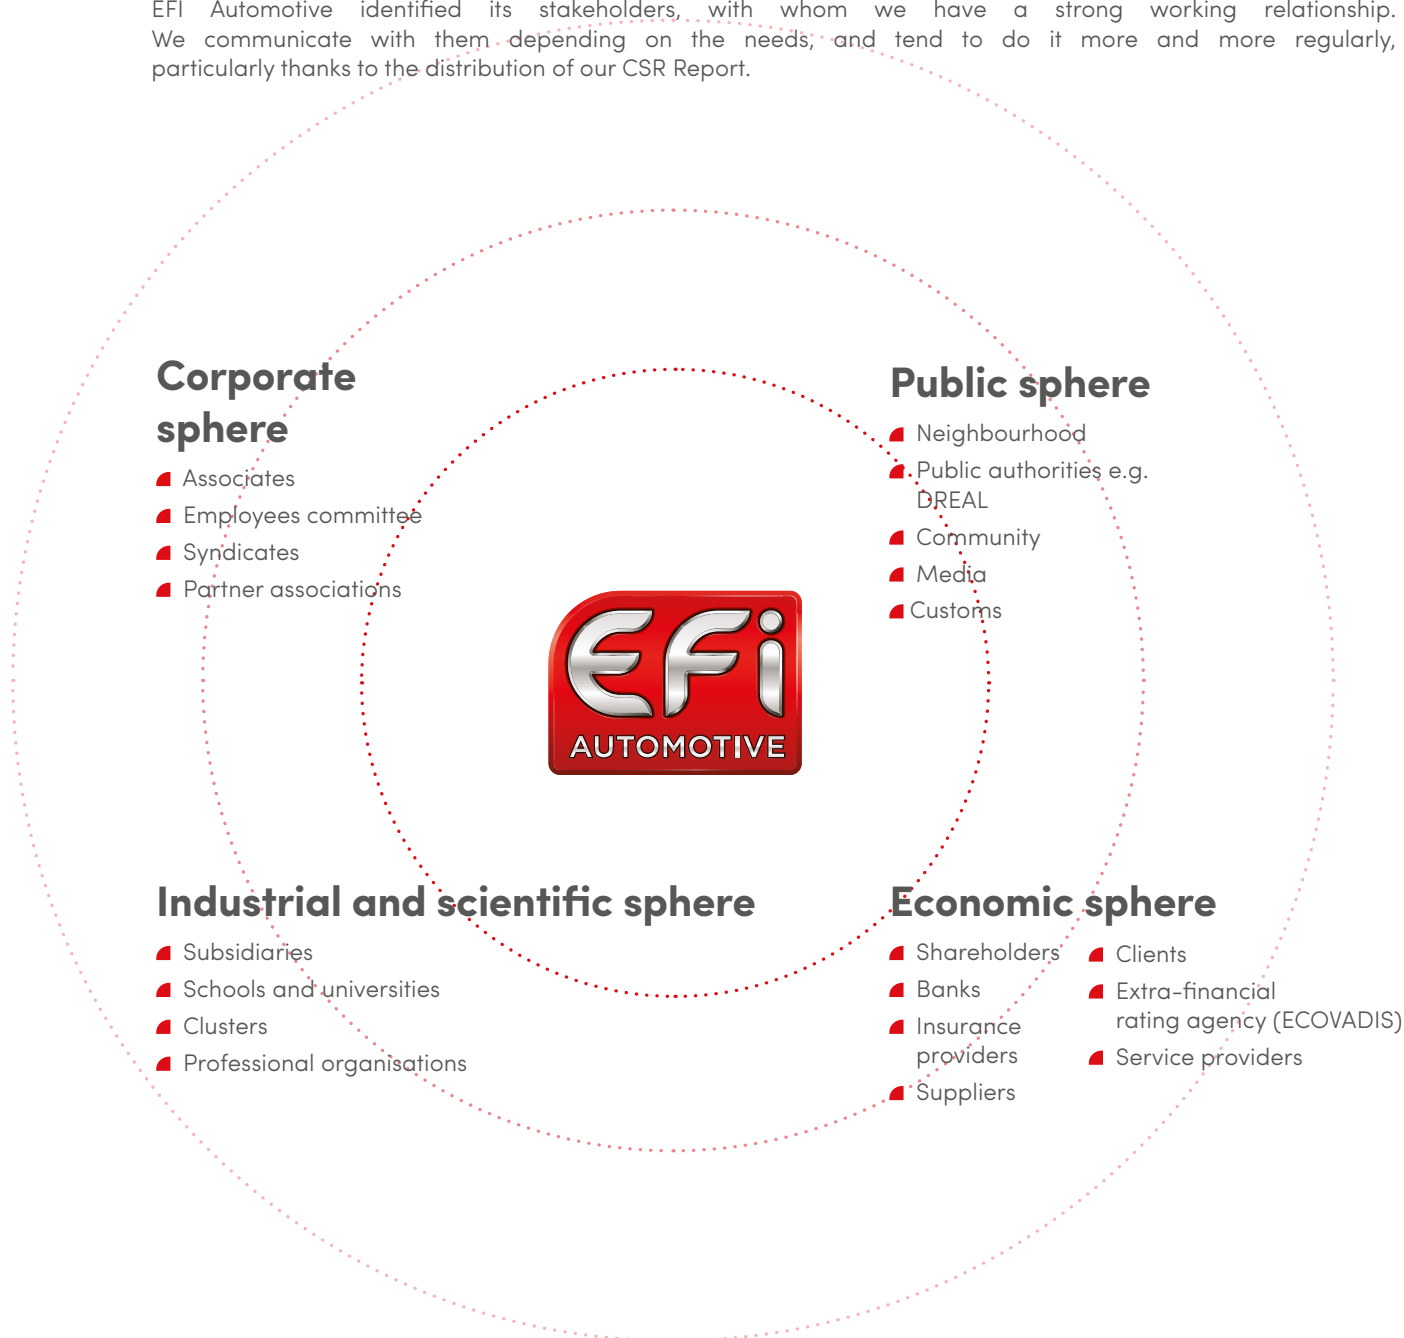 EFI Automotive identified its stakeholders, with whom we have a strong working relationship.
We communicate with them depending on the needs, and tend to do it more and more regularly,
particularly thanks to the distribution of our CSR Report.
Corporate
sphere
Associates
Employees committee
Syndicates
Partner associations
Public sphere
Neighbourhood
Public authorities e.g.
DREAL
Community
Media
Customs
EFi
AUTOMOTIVE
Industrial and scientific sphere
Subsidiaries
Schools and universities
Clusters
Professional organisations
Economic sphere
Shareholders
Banks
Insurance
providers
Suppliers
Clients
Extra-financial
rating agency (ECOVADIS)
Service providers